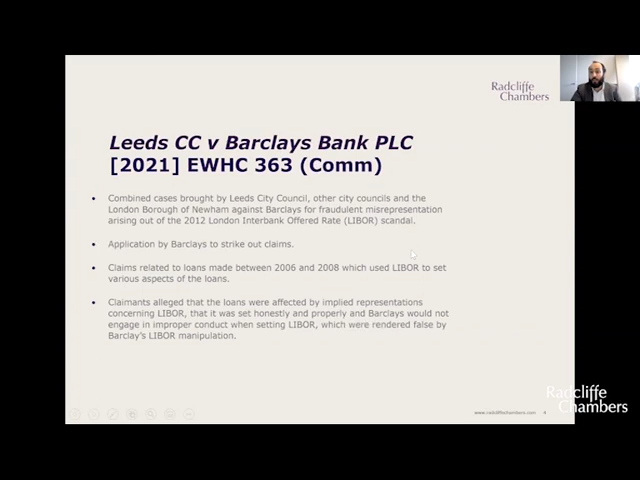 Radcliffe
Chambers
Leeds CC v Barclays Bank PLC
[2021] EWHC 363 (Comm)
• Combined cases brought by Leeds City Council, other city councils and the
London Borough of Newham against Barclays for fraudulent misrepresentation
arising out of the 2012 London Interbank Offered Rate (LIBOR) scandal.
• Application by Barclays to strike out claims.
• Claims related to loans made between 2006 and 2008 which used LIBOR to set
various aspects of the loans.
• Claimants alleged that the loans were affected by implied representations
concerning LIBOR, that it was set honestly and properly and Barclays would not
engage in improper conduct when setting LIBOR, which were rendered false by
Barclay's LIBOR manipulation.
www.radcliffechambers.com 4
Radcliffe
Chambers